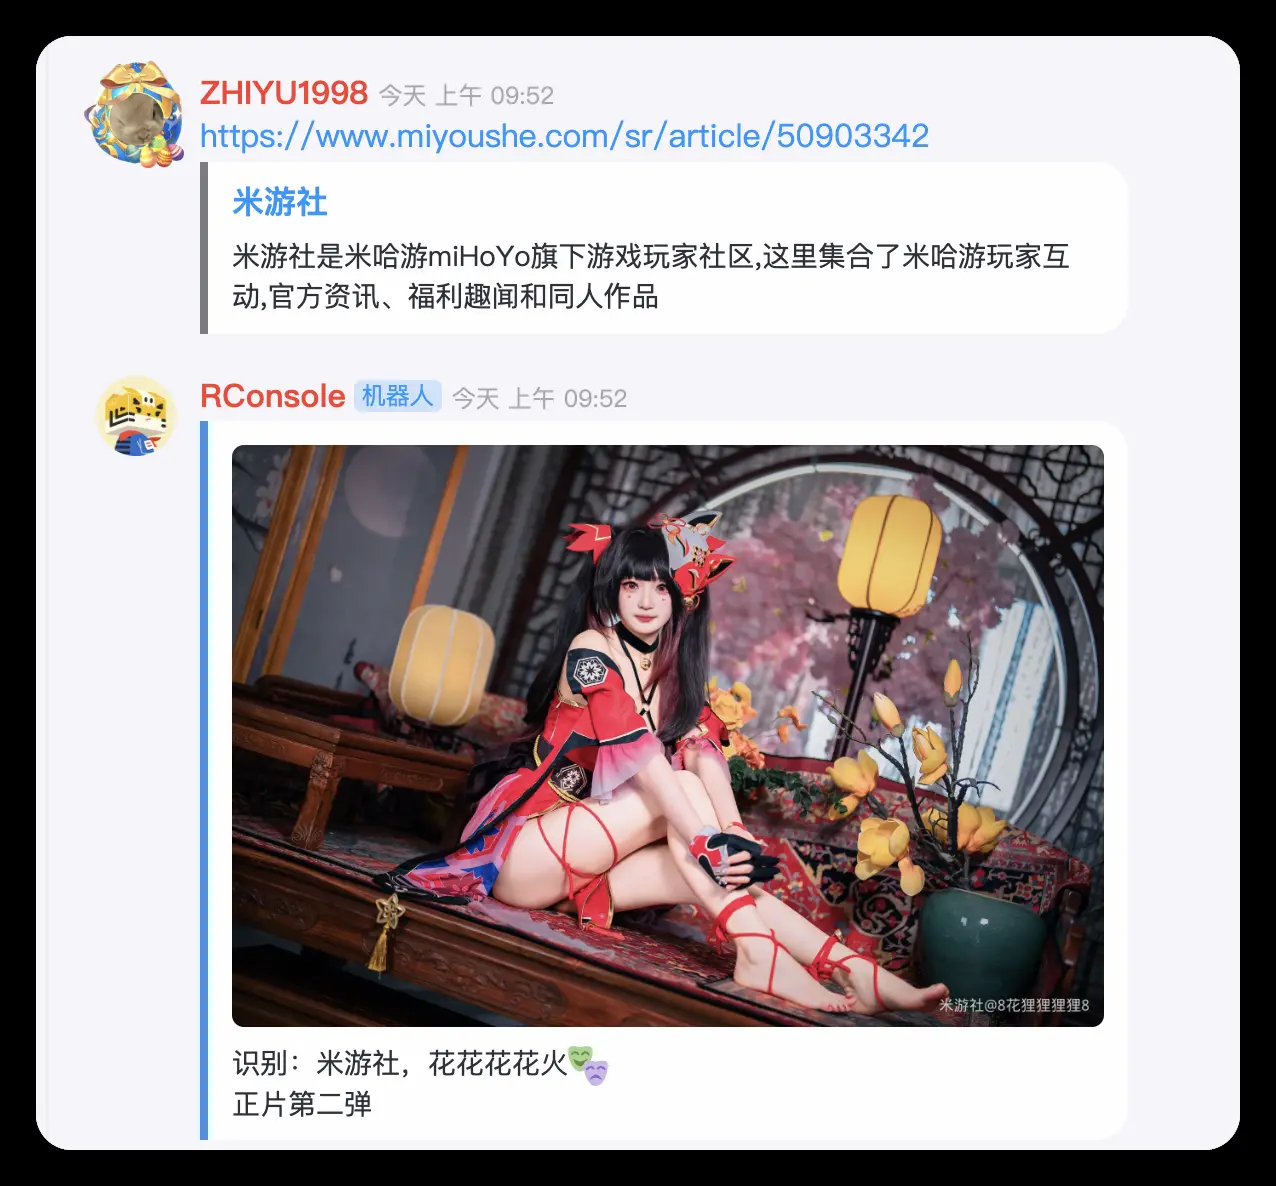 ZHIYU1998 今天 上午 09:52
https://www.miyoushe.com/sr/article/50903342
米游社
米游社是米哈游miHoYo旗下游戏玩家社区,这里集合了米哈游玩家互
动,官方资讯、福利趣闻和同人作品
RConsole 机器人 今天 上午 09:52
米游社@8花狸狸狸狸8
识别：米游社，花花花花火🎭
正片第二弹